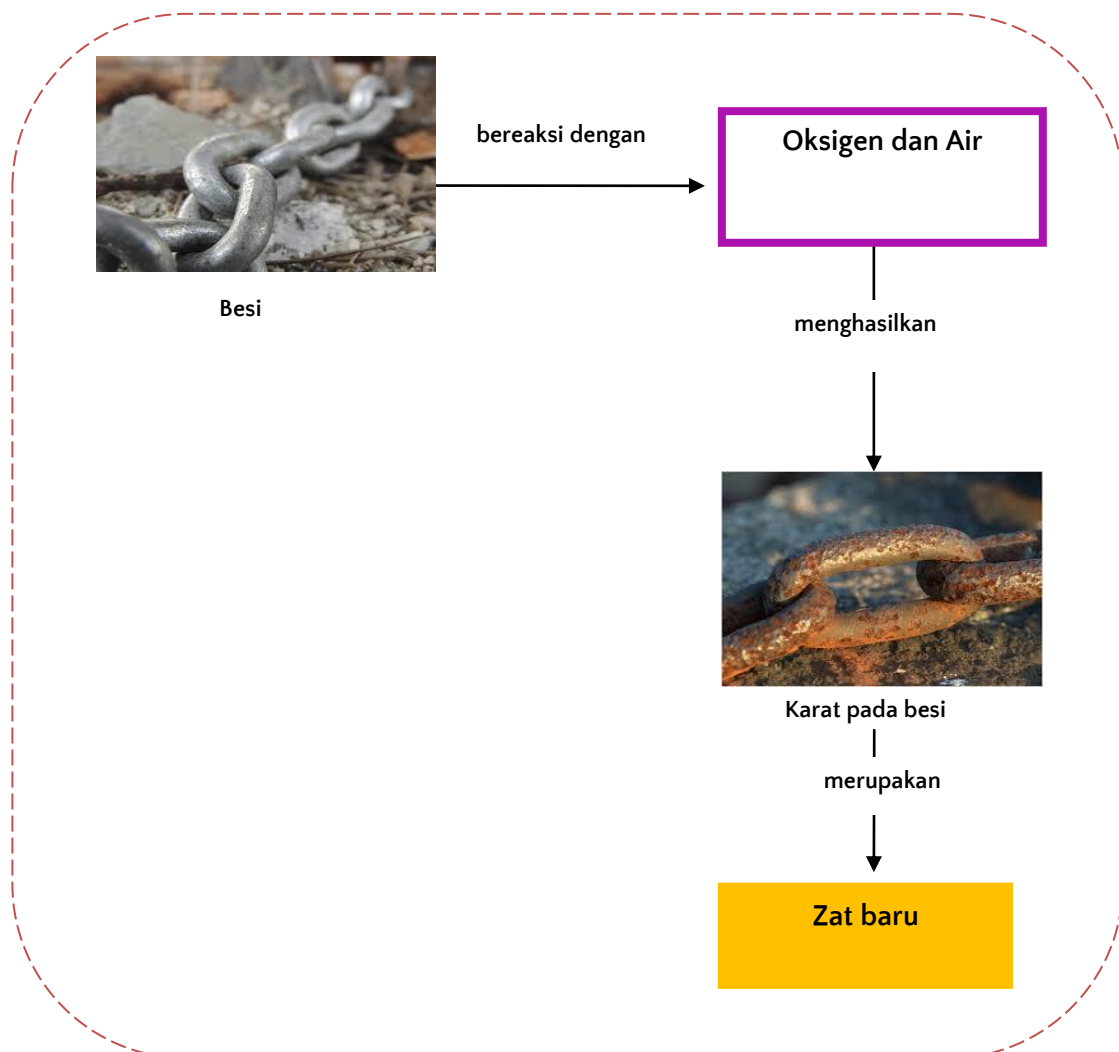 bereaksi dengan
Oksigen dan Air
Besi
menghasilkan
Karat pada besi
merupakan
Zat baru